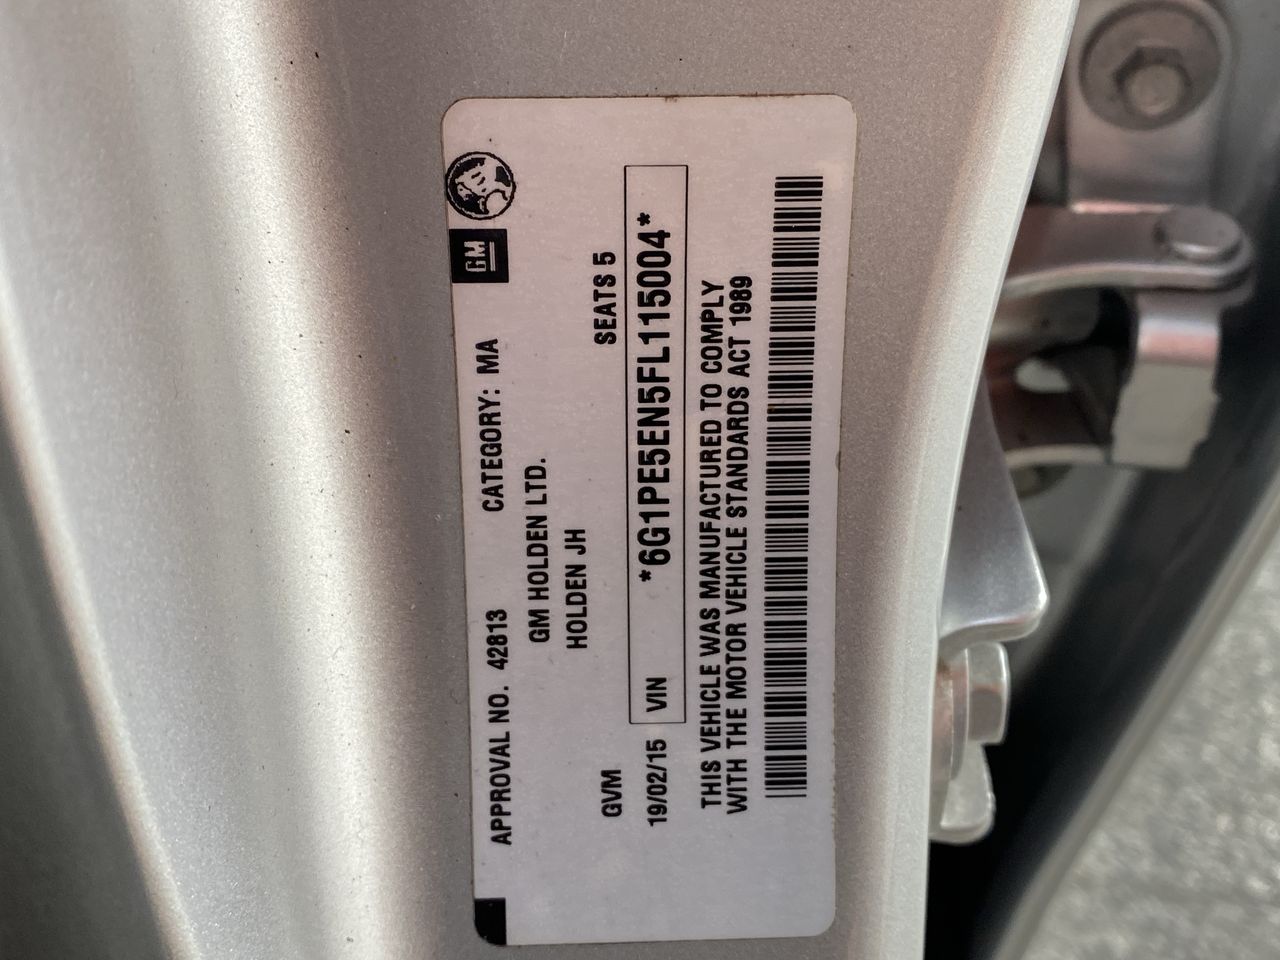 GM
APPROVAL NO. 42813 CATEGORY: MA
GM HOLDEN LTD.
HOLDEN JH
GVM SEATS 5
19/02/15 VIN *6G1PE5EN5FL115004*
THIS VEHICLE WAS MANUFACTURED TO COMPLY
WITH THE MOTOR VEHICLE STANDARDS ACT 1989